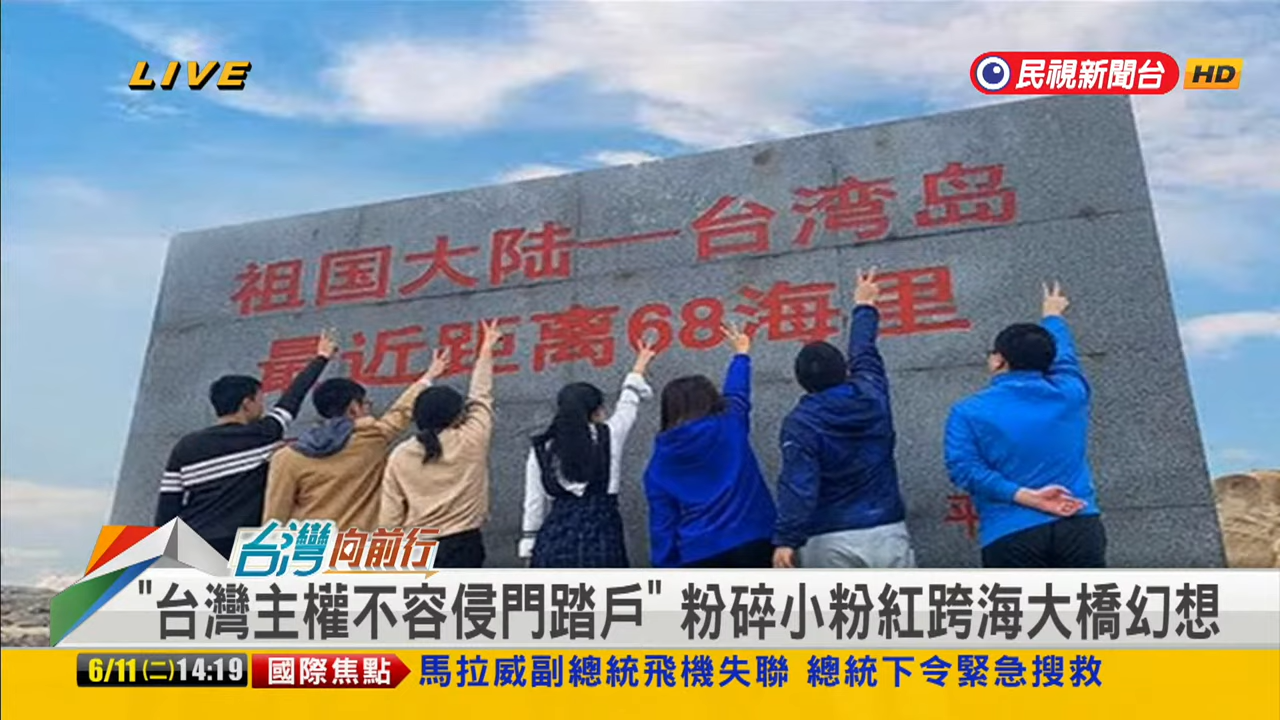 LIVE
民視新聞台 HD
祖国大陆—台湾岛
最近距离68海里
平
台灣向前行
"台灣主權不容侵門踏戶" 粉碎小粉紅跨海大橋幻想
6/11(二)14:19 國際焦點 馬拉威副總統飛機失聯 總統下令緊急搜救